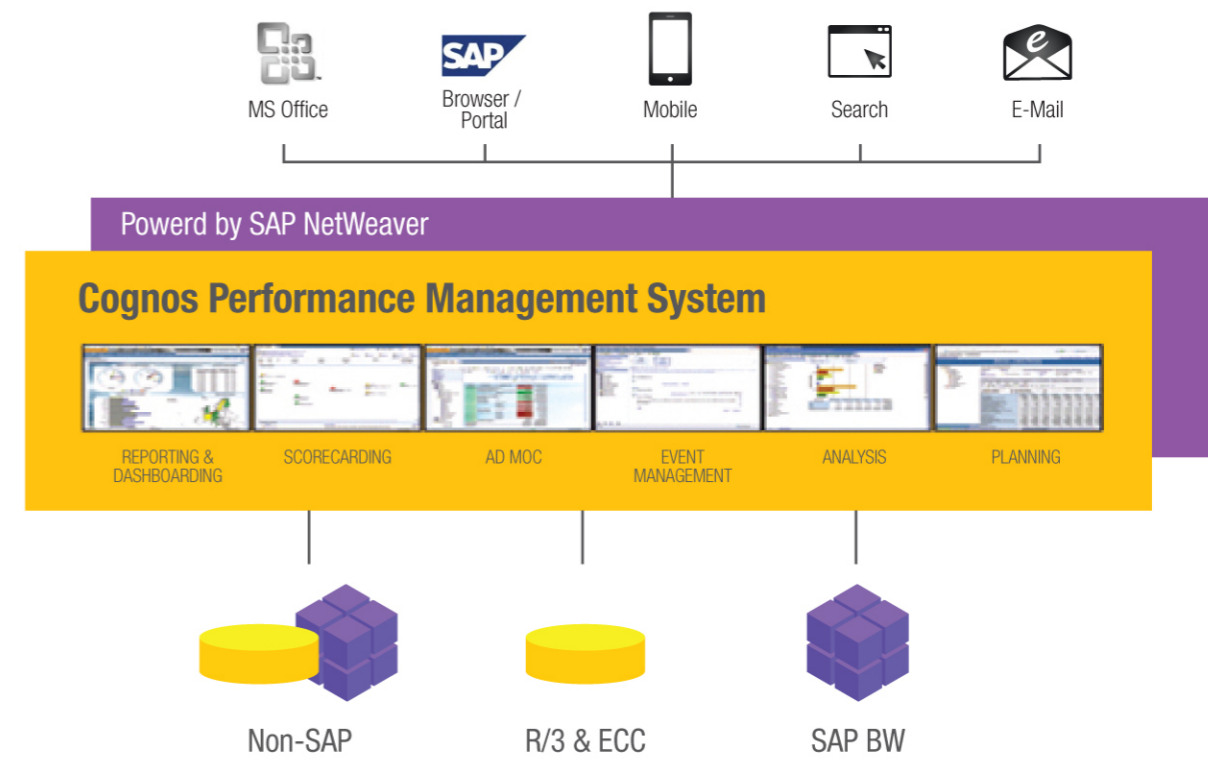 SAP
e
MS Office
Browser /
Portal
Mobile
Search
E-Mail
Powerd by SAP NetWeaver
Cognos Performance Management System
REPORTING &
DASHBOARDING
SCORECARDING
AD MOC
EVENT
MANAGEMENT
ANALYSIS
PLANNING
Non-SAP
R/3 & ECC
SAP BW